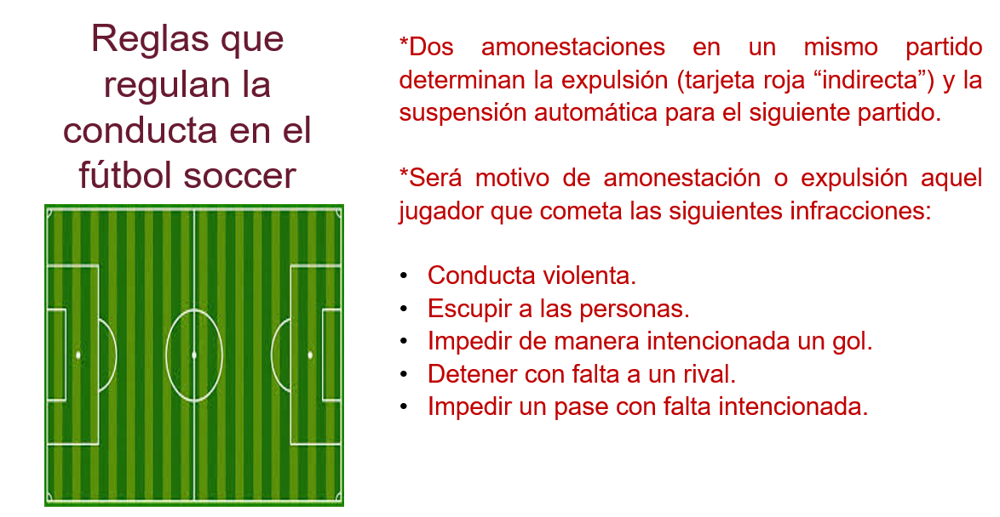 Reglas que
regulan la
conducta en el
fútbol soccer
*Dos amonestaciones en un mismo partido
determinan la expulsión (tarjeta roja “indirecta”) y la
suspensión automática para el siguiente partido.
*Será motivo de amonestación o expulsión aquel
jugador que cometa las siguientes infracciones:
• Conducta violenta.
• Escupir a las personas.
• Impedir de manera intencionada un gol.
• Detener con falta a un rival.
• Impedir un pase con falta intencionada.